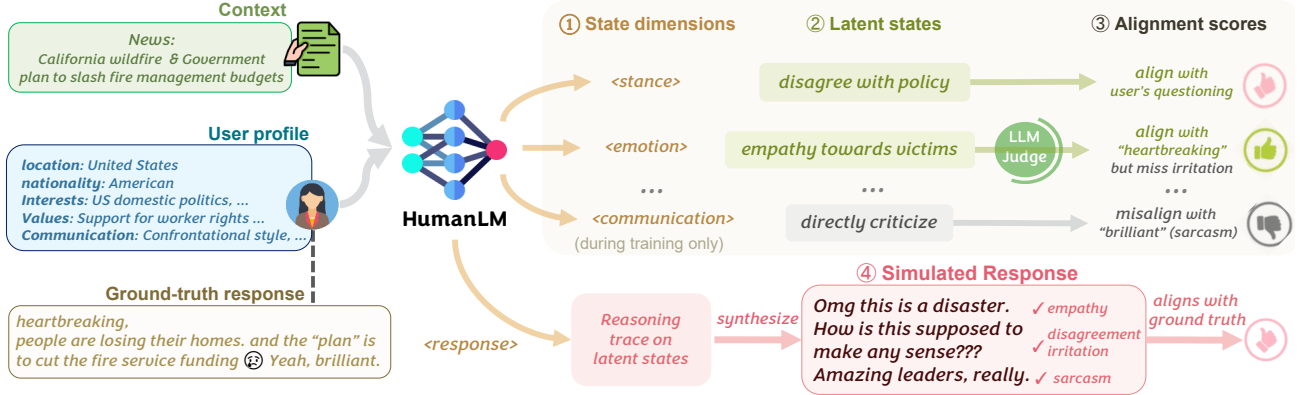 Context
News:
California wildfire & Government
plan to slash fire management budgets
User profile
location: United States
nationality: American
Interests: US domestic politics, ...
Values: Support for worker rights ...
Communication: Confrontational style, ...
Ground-truth response
heartbreaking,
people are losing their homes. and the “plan” is
to cut the fire service funding 😢 Yeah, brilliant.
HumanLM
① State dimensions
② Latent states
③ Alignment scores
<stance>
disagree with policy
align with
user's questioning
<emotion>
empathy towards victims
LLM
Judge
align with
“heartbreaking”
but miss irritation
...
...
...
<communication>
(during training only)
directly criticize
misalign with
“brilliant” (sarcasm)
④ Simulated Response
<response>
Reasoning
trace on
latent states
synthesize
Omg this is a disaster.
How is this supposed to
make any sense???
Amazing leaders, really.
✓ empathy
✓ disagreement
irritation
✓ sarcasm
aligns with
ground truth